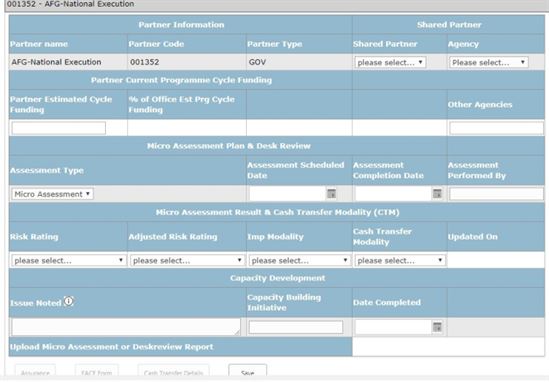 001352 - AFG-National Execution
Partner Information Shared Partner
Partner name Partner Code Partner Type Shared Partner Agency
AFG-National Execution 001352 GOV please select... Please select...
Partner Current Programme Cycle Funding
Partner Estimated Cycle % of Office Est Prg Cycle Other Agencies
Funding Funding
Micro Assessment Plan & Desk Review
Assessment Type Assessment Scheduled Assessment Assessment
Date Completion Date Performed By
Micro Assessment
Micro Assessment Result & Cash Transfer Modality (CTM)
Risk Rating Adjusted Risk Rating Imp Modality Cash Transfer Updated On
Modality
please select... please select... please select... please select...
Capacity Development
Issue Noted Capacity Building Date Completed
Initiative
Upload Micro Assessment or Deskreview Report
Assurance FACE Form Cash Transfer Details Save